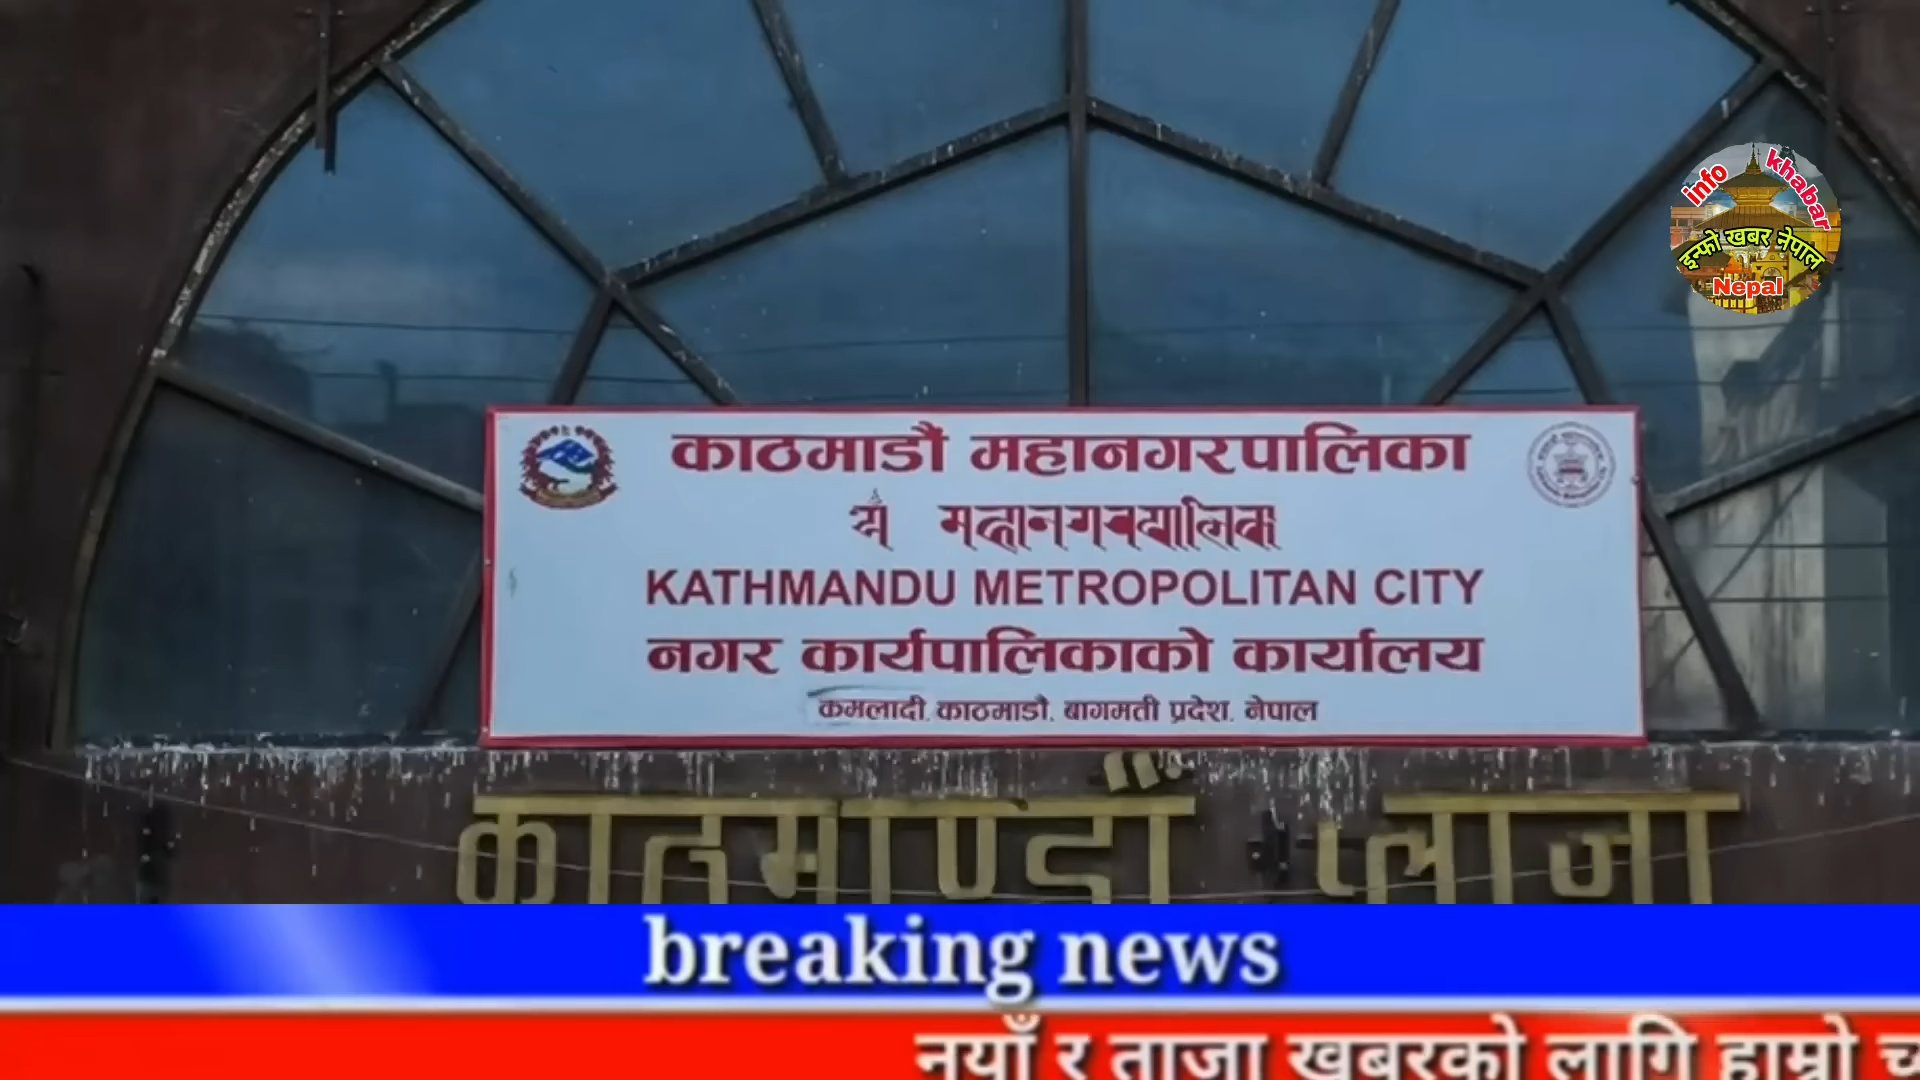 info khabar
इन्फो खबर नेपाल
Nepal
काठमाडौं महानगरपालिका
KATHMANDU METROPOLITAN CITY
नगर कार्यपालिकाको कार्यालय
कमलादी, काठमाडौं, बागमती प्रदेश, नेपाल
काठमाण्डौं प्लाजा
breaking news
नयाँ र ताजा खबरको लागि हाम्रो